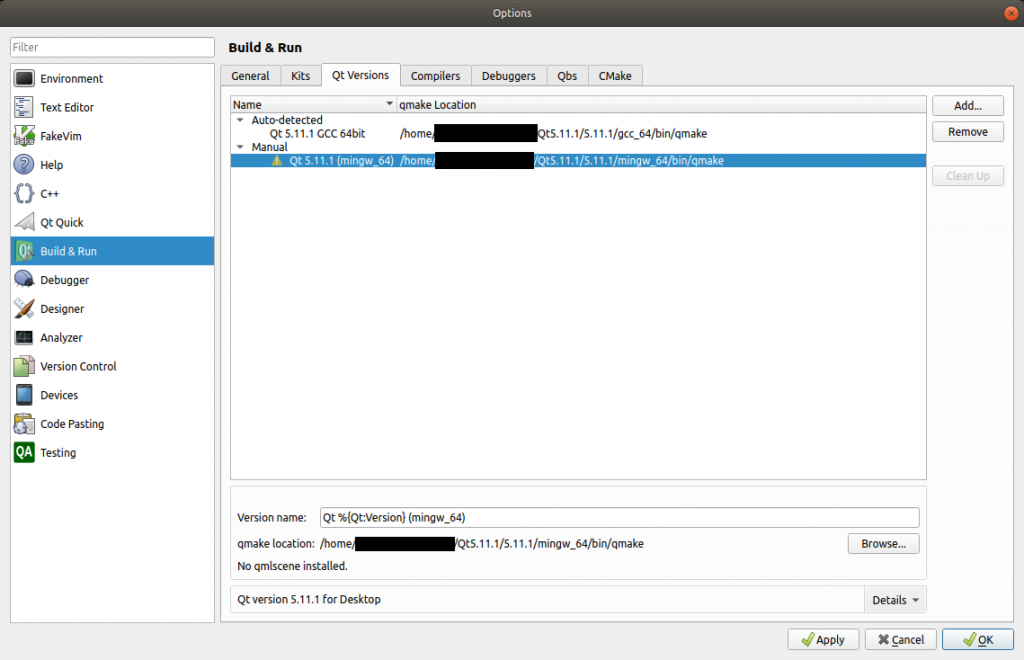 Options
Filter
Environment
Text Editor
FakeVim
Help
C++
Qt Quick
Build & Run
Debugger
Designer
Analyzer
Version Control
Devices
Code Pasting
QA Testing
Build & Run
General Kits Qt Versions Compilers Debuggers Qbs CMake
Name qmake Location
Auto-detected
Qt 5.11.1 GCC 64bit /home/ Qt5.11.1/5.11.1/gcc_64/bin/qmake
Manual
Qt 5.11.1 (mingw_64) /home/ /Qt5.11.1/5.11.1/mingw_64/bin/qmake
Add...
Remove
Clean Up
Version name: Qt %{Qt:Version} (mingw_64)
qmake location: /home/ /Qt5.11.1/5.11.1/mingw_64/bin/qmake Browse...
No qmlscene installed.
Qt version 5.11.1 for Desktop Details
Apply Cancel OK